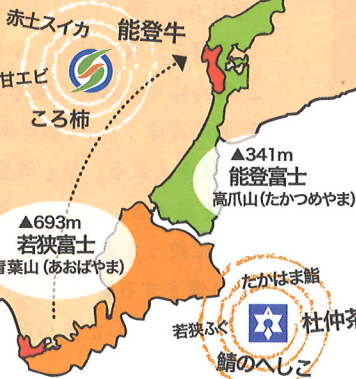 赤土スイカ
能登牛
甘エビ
ころ柿
▲341m
能登富士
高爪山(たかつめやま)
▲693m
若狭富士
青葉山(あおばやま)
たかはま鮨
若狭ふぐ
杜仲茶
鯖のへしこ